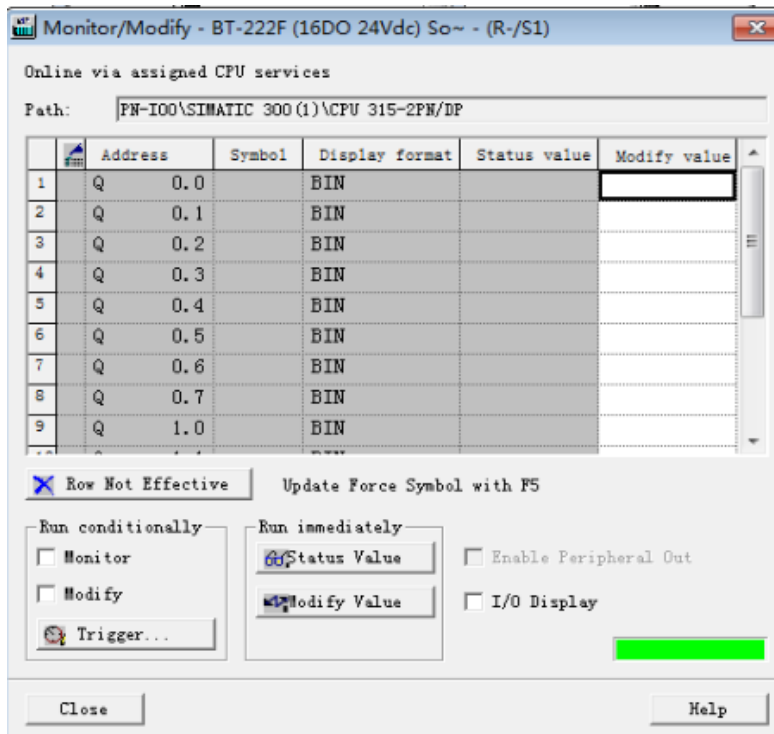 Monitor/Modify - BT-222F (16DO 24Vdc) So~ - (R-/S1)
Online via assigned CPU services
Path: PN-IO0\SIMATIC 300(1)\CPU 315-2PN/DP
Address Symbol Display format Status value Modify value
1 Q 0.0 BIN
2 Q 0.1 BIN
3 Q 0.2 BIN
4 Q 0.3 BIN
5 Q 0.4 BIN
6 Q 0.5 BIN
7 Q 0.6 BIN
8 Q 0.7 BIN
9 Q 1.0 BIN
Row Not Effective Update Force Symbol with F5
Run conditionally Run immediately
Monitor Status Value Enable Peripheral Out
Modify Modify Value I/O Display
Trigger...
Close Help